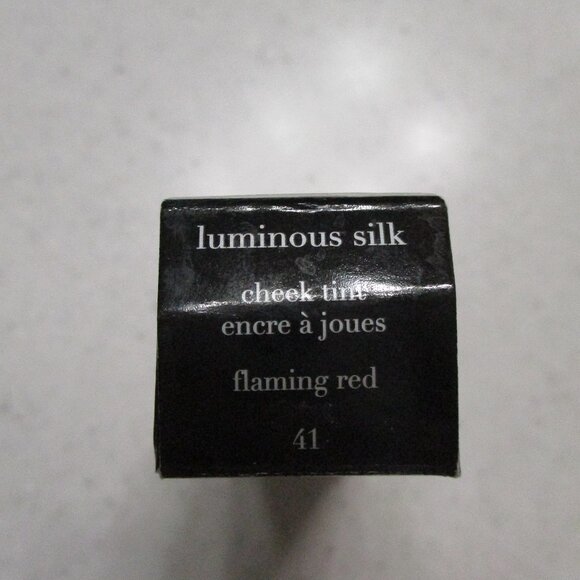 luminous silk
cheek tint
encre à joues
flaming red
41